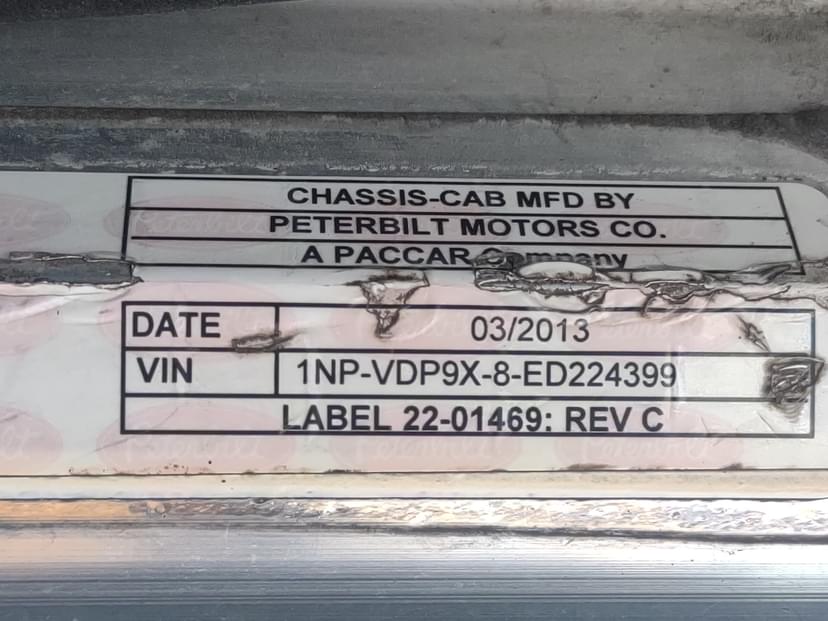 CHASSIS-CAB MFD BY
PETERBILT MOTORS CO.
A PACCAR Company
DATE 03/2013
VIN 1NP-VDP9X-8-ED224399
LABEL 22-01469: REV C